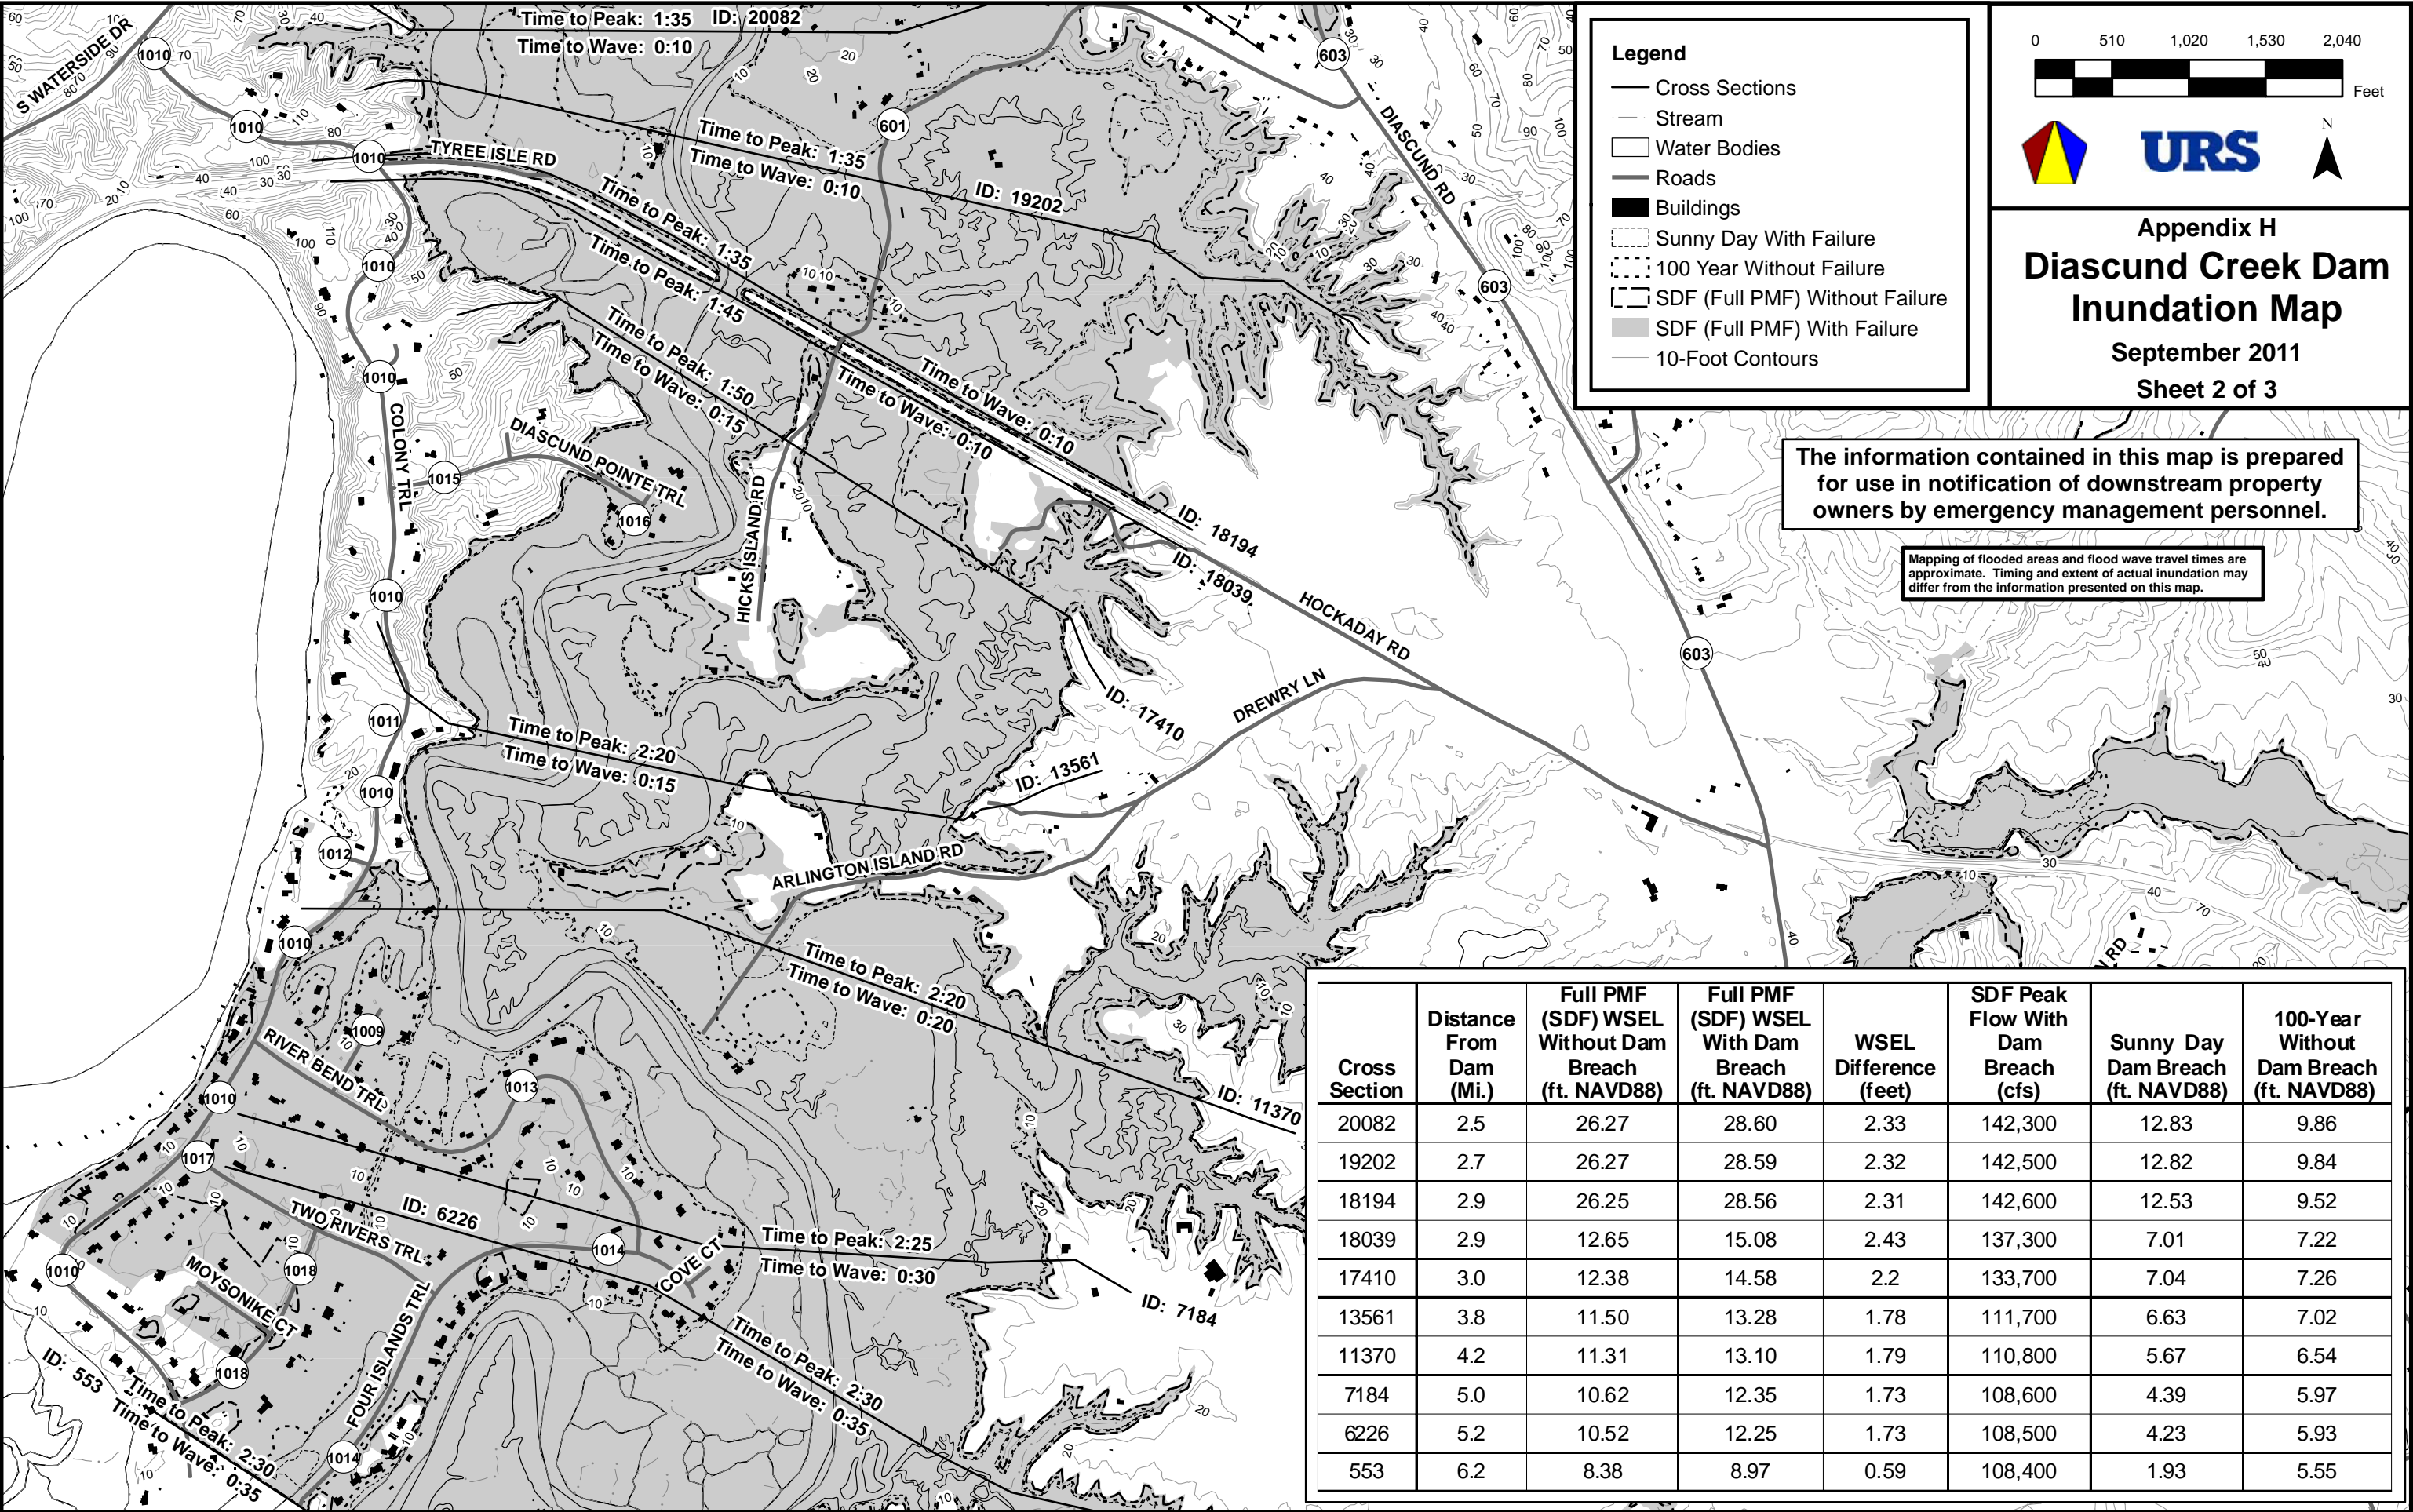 Time to Peak: 1:35 ID: 20082
Time to Wave: 0:10
S WATERSIDE DR
TYREE ISLE RD
Time to Peak: 1:35
Time to Wave: 0:10
ID: 19202
DIASCUND RD
Time to Peak: 1:35
Time to Peak: 1:45
Time to Wave: 0:10
Time to Wave: 0:10
ID: 18194
ID: 18039
Time to Peak: 1:50
Time to Wave: 0:15
ID: 17410
COLONY TRL
DIASCUND POINTE TRL
HICKS ISLAND RD
HOCKADAY RD
DREWRY LN
Time to Peak: 2:20
Time to Wave: 0:15
ID: 13561
ARLINGTON ISLAND RD
Time to Peak: 2:20
Time to Wave: 0:20
ID: 11370
RIVER BEND TRL
TWO RIVERS TRL
ID: 6226
MOYSONIKE CT
FOUR ISLANDS TRL
COVE CT
Time to Peak: 2:25
Time to Wave: 0:30
ID: 7184
Time to Peak: 2:30
Time to Wave: 0:35
ID: 553
Time to Peak: 2:30
Time to Wave: 0:35
N RD
1010
1010
1010
1010
1010
1015
1016
1010
1011
1010
1012
1010
1009
1013
1010
1017
1014
1018
1010
1018
1014
601
603
603
603
Legend
Cross Sections
Stream
Water Bodies
Roads
Buildings
Sunny Day With Failure
100 Year Without Failure
SDF (Full PMF) Without Failure
SDF (Full PMF) With Failure
10-Foot Contours
0 510 1,020 1,530 2,040
Feet
URS
N
Appendix H
Diascund Creek Dam
Inundation Map
September 2011
Sheet 2 of 3
The information contained in this map is prepared
for use in notification of downstream property
owners by emergency management personnel.
Mapping of flooded areas and flood wave travel times are
approximate. Timing and extent of actual inundation may
differ from the information presented on this map.
Cross Section Distance From Dam (Mi.) Full PMF (SDF) WSEL Without Dam Breach (ft. NAVD88) Full PMF (SDF) WSEL With Dam Breach (ft. NAVD88) WSEL Difference (feet) SDF Peak Flow With Dam Breach (cfs) Sunny Day Dam Breach (ft. NAVD88) 100-Year Without Dam Breach (ft. NAVD88)
20082 2.5 26.27 28.60 2.33 142,300 12.83 9.86
19202 2.7 26.27 28.59 2.32 142,500 12.82 9.84
18194 2.9 26.25 28.56 2.31 142,600 12.53 9.52
18039 2.9 12.65 15.08 2.43 137,300 7.01 7.22
17410 3.0 12.38 14.58 2.2 133,700 7.04 7.26
13561 3.8 11.50 13.28 1.78 111,700 6.63 7.02
11370 4.2 11.31 13.10 1.79 110,800 5.67 6.54
7184 5.0 10.62 12.35 1.73 108,600 4.39 5.97
6226 5.2 10.52 12.25 1.73 108,500 4.23 5.93
553 6.2 8.38 8.97 0.59 108,400 1.93 5.55